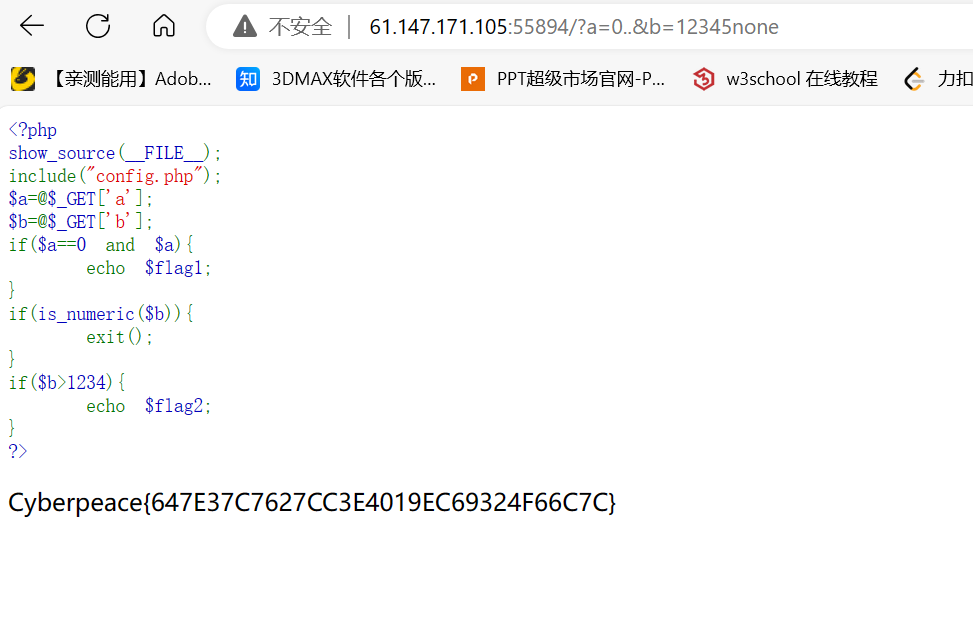 不安全 61.147.171.105:55894/?a=0..&b=12345none
【亲测能用】Adob... 知 3DMAX软件各个版... P PPT超级市场官网-P... w3school 在线教程 力扣
<?php
show_source(__FILE__);
include("config.php");
$a=@$_GET['a'];
$b=@$_GET['b'];
if($a==0 and $a){
echo $flag1;
}
if(is_numeric($b)){
exit();
}
if($b>1234){
echo $flag2;
}
?>
Cyberpeace{647E37C7627CC3E4019EC69324F66C7C}